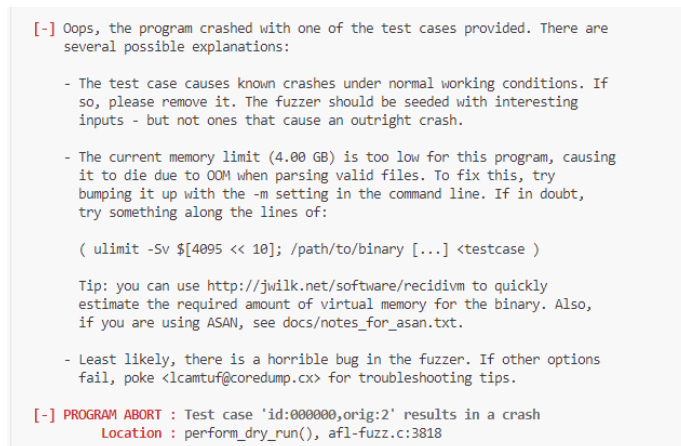 [-] Oops, the program crashed with one of the test cases provided. There are
several possible explanations:
- The test case causes known crashes under normal working conditions. If
so, please remove it. The fuzzer should be seeded with interesting
inputs - but not ones that cause an outright crash.
- The current memory limit (4.00 GB) is too low for this program, causing
it to die due to OOM when parsing valid files. To fix this, try
bumping it up with the -m setting in the command line. If in doubt,
try something along the lines of:
( ulimit -Sv $[4095 << 10]; /path/to/binary [...] <testcase )
Tip: you can use http://jwilk.net/software/recidivm to quickly
estimate the required amount of virtual memory for the binary. Also,
if you are using ASAN, see docs/notes_for_asan.txt.
- Least likely, there is a horrible bug in the fuzzer. If other options
fail, poke <lcamtuf@coredump.cx> for troubleshooting tips.
[-] PROGRAM ABORT : Test case 'id:000000,orig:2' results in a crash
Location : perform_dry_run(), afl-fuzz.c:3818